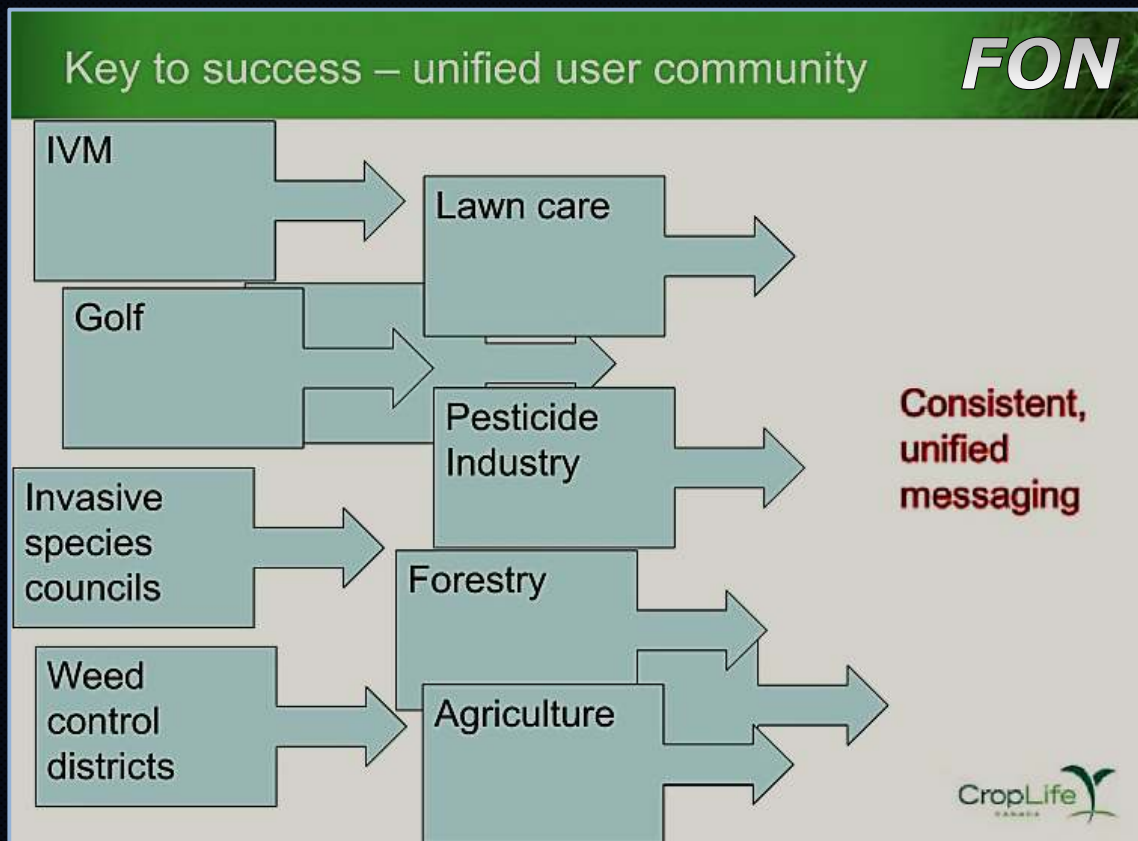 Key to success – unified user community
FON
IVM
Lawn care
Golf
Pesticide
Industry
Consistent,
unified
messaging
Invasive
species
councils
Forestry
Weed
control
districts
Agriculture
CropLife
CANADA